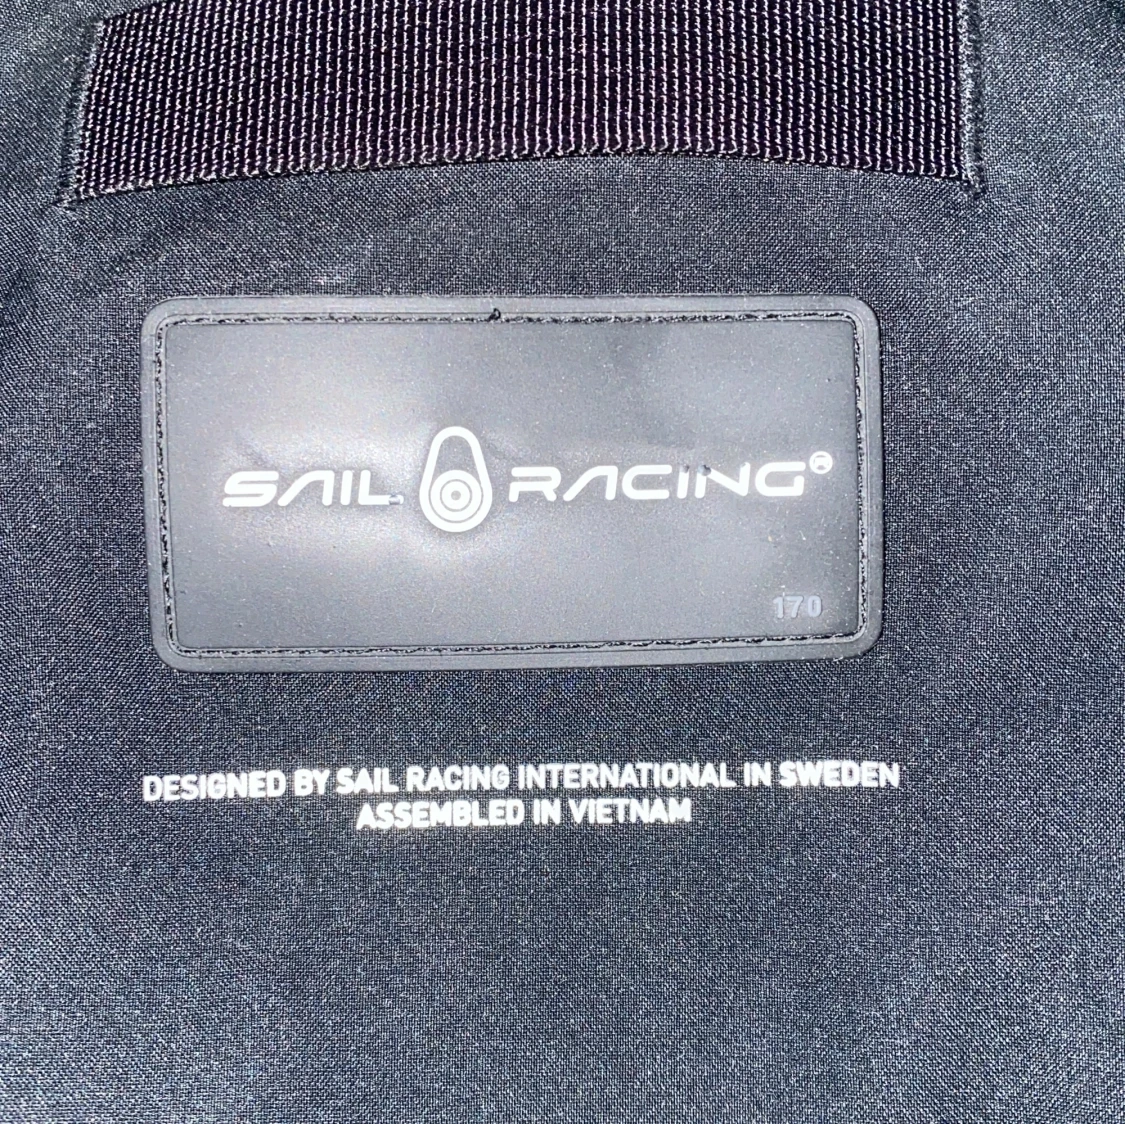 SAIL RACING®
170
DESIGNED BY SAIL RACING INTERNATIONAL IN SWEDEN
ASSEMBLED IN VIETNAM